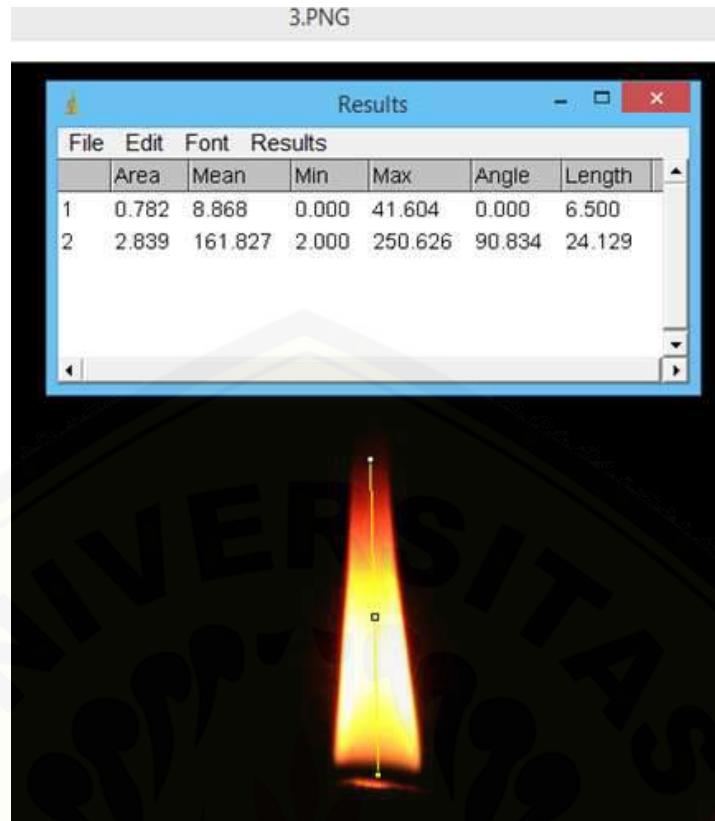 3.PNG
Results
File Edit Font Results
Area Mean Min Max Angle Length
1 0.782 8.868 0.000 41.604 0.000 6.500
2 2.839 161.827 2.000 250.626 90.834 24.129
UNIVERSITAS